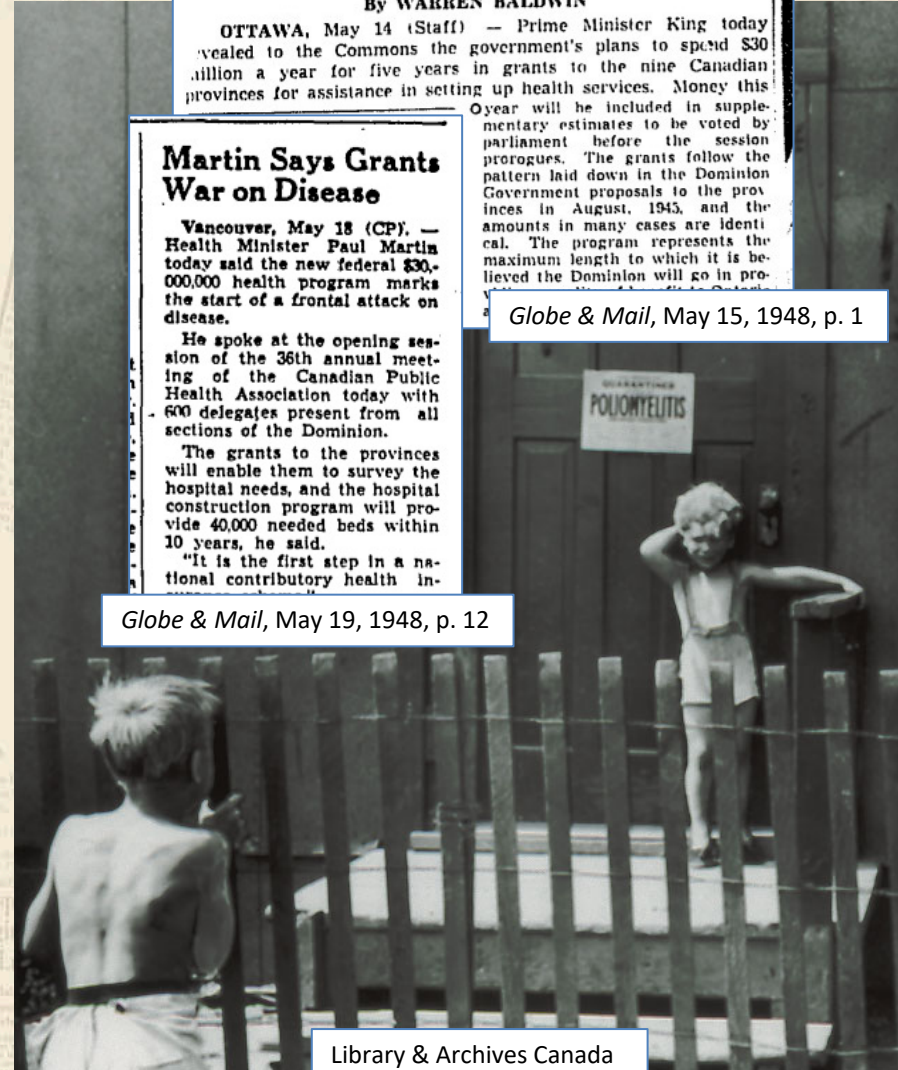 By WARREN BALDWIN
OTTAWA, May 14 (Staff) — Prime Minister King today
vealed to the Commons the government's plans to spend $30
illion a year for five years in grants to the nine Canadian
provinces for assistance in setting up health services. Money this
year will be included in supple-
mentary estimates to be voted by
parliament before the session
prorogues. The grants follow the
pattern laid down in the Dominion
Government proposals to the prov
inces in August, 1945, and the
amounts in many cases are identi
cal. The program represents the
maximum length to which it is be-
lieved the Dominion will go in pro-
Globe & Mail, May 15, 1948, p. 1
Martin Says Grants
War on Disease
Vancouver, May 18 (CP). —
Health Minister Paul Martin
today said the new federal $30,-
000,000 health program marks
the start of a frontal attack on
disease.
He spoke at the opening ses-
sion of the 36th annual meet-
ing of the Canadian Public
Health Association today with
600 delegates present from all
sections of the Dominion.
The grants to the provinces
will enable them to survey the
hospital needs, and the hospital
construction program will pro-
vide 40,000 needed beds within
10 years, he said.
"It is the first step in a na-
tional contributory health in-
Globe & Mail, May 19, 1948, p. 12
QUARANTINED
POLIOMYELITIS
Library & Archives Canada